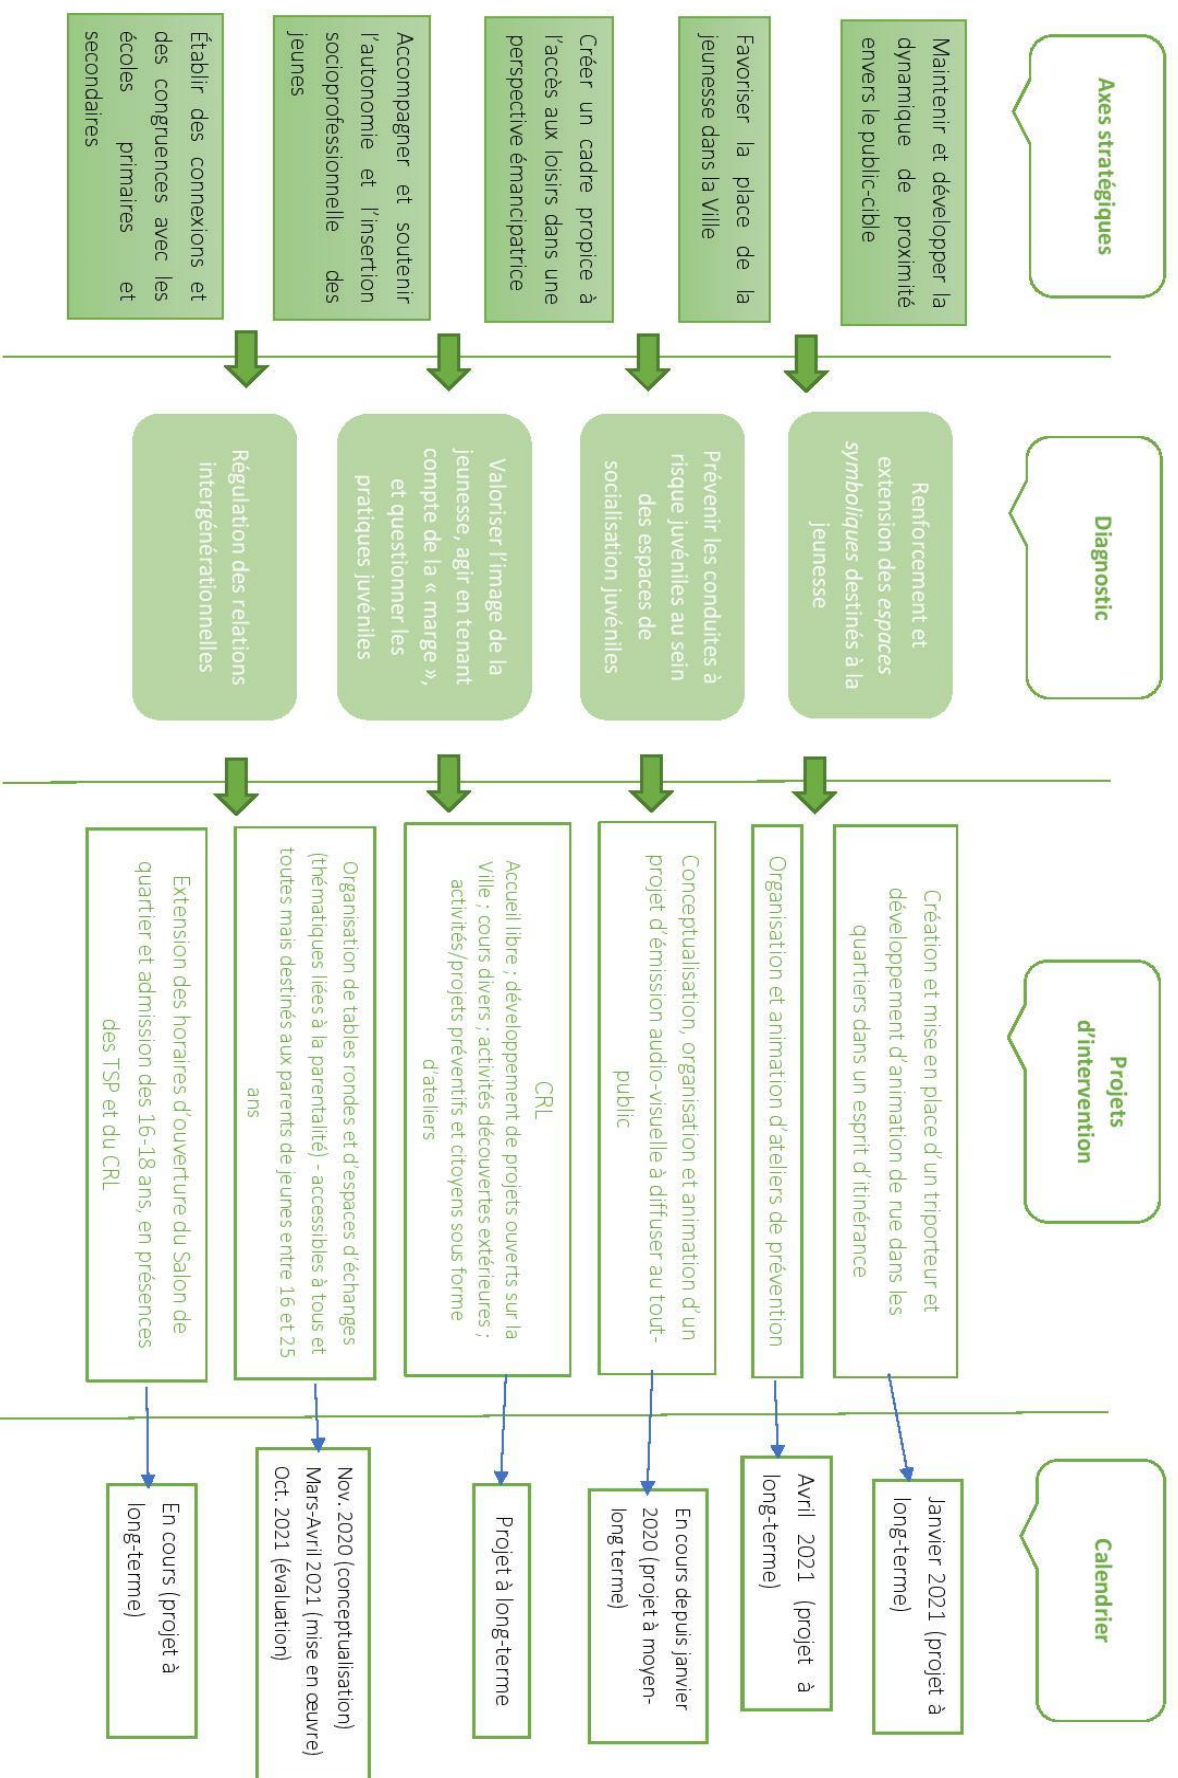 Axes stratégiques
Maintenir et développer la
dynamique de proximité
envers le public-cible
Favoriser la place de la
jeunesse dans la Ville
Créer un cadre propice à
l'accès aux loisirs dans une
perspective émancipatrice
Accompagner et soutenir
l'autonomie et l'insertion
socioprofessionnelle des
jeunes
Établir des connexions et
des congruences avec les
écoles primaires et
secondaires
Diagnostic
Renforcement et
extension des espaces
symboliques destinés à la
jeunesse
Prévenir les conduites à
risque juvéniles au sein
des espaces de
socialisation juvéniles
Valoriser l'image de la
jeunesse, agir en tenant
compte de la « marge »,
et questionner les
pratiques juvéniles
Régulation des relations
intergénérationnelles
Projets
d'intervention
Création et mise en place d'un triporteur et
développement d'animation de rue dans les
quartiers dans un esprit d'itinérance
Organisation et animation d'ateliers de prévention
Conceptualisation, organisation et animation d'un
projet d'émission audio-visuelle à diffuser au tout-
public
CRL
Accueil libre ; développement de projets ouverts sur la
Ville ; cours divers ; activités découvertes extérieures ;
activités/projets préventifs et citoyens sous forme
d'ateliers
Organisation de tables rondes et d'espaces d'échanges
(thématiques liées à la parentalité) - accessibles à tous et
toutes mais destinés aux parents de jeunes entre 16 et 25
ans
Extension des horaires d'ouverture du Salon de
quartier et admission des 16-18 ans, en présences
des TSP et du CRL
Calendrier
Janvier 2021 (projet à
long-terme)
Avril 2021 (projet à
long-terme)
En cours depuis janvier
2020 (projet à moyen-
long terme)
Projet à long-terme
Nov. 2020 (conceptualisation)
Mars-Avril 2021 (mise en œuvre)
Oct. 2021 (évaluation)
En cours (projet à
long-terme)